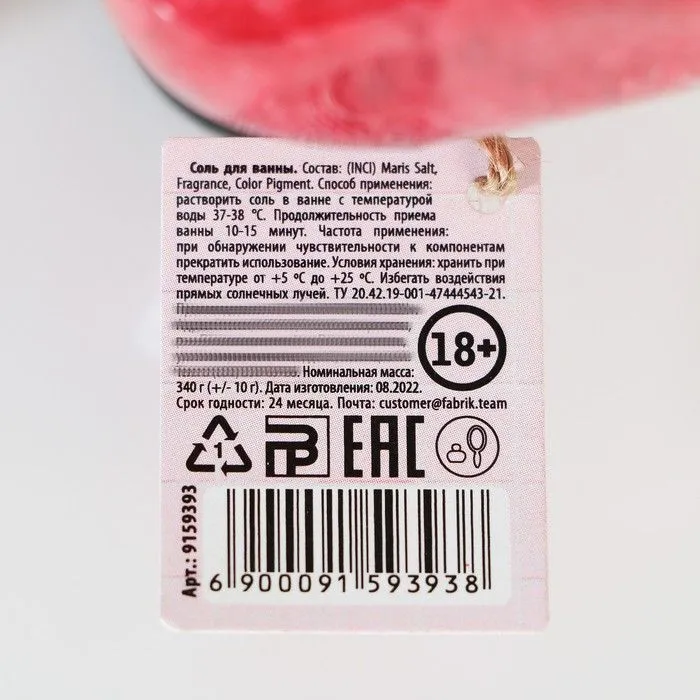 Соль для ванны. Состав: (INCI) Maris Salt,
Fragrance, Color Pigment. Способ применения:
растворить соль в ванне с температурой
воды 37-38 °C. Продолжительность приема
ванны 10-15 минут. Частота применения:
при обнаружении чувствительности к компонентам
прекратить использование. Условия хранения: хранить при
температуре от +5 ºC до +25 ºC. Избегать воздействия
прямых солнечных лучей. ТУ 20.42.19-001-47444543-21.
18+
Номинальная масса:
340 г (+/- 10 г). Дата изготовления: 08.2022.
Срок годности: 24 месяца. Почта: customer@fabrik.team
1
EAC
Арт.: 9159393
6 900091 593938